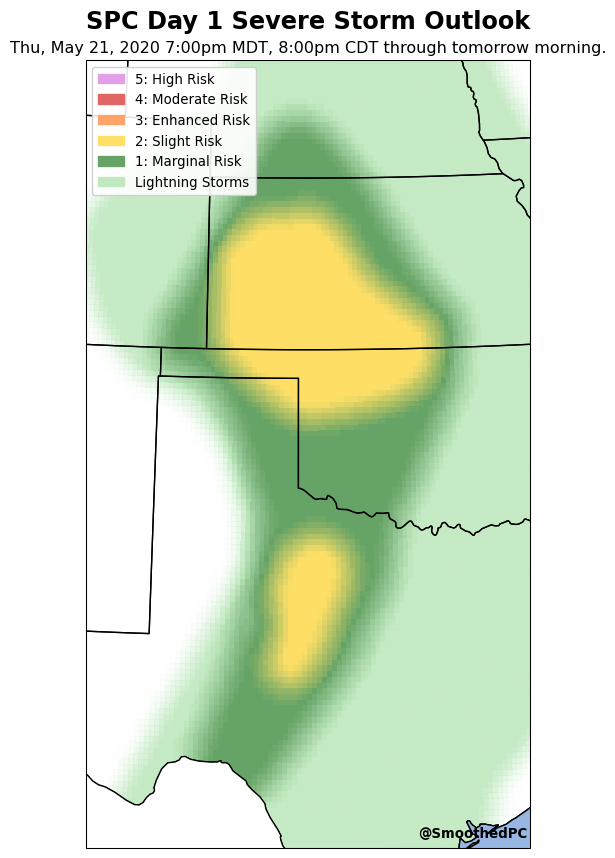 SPC Day 1 Severe Storm Outlook
Thu, May 21, 2020 7:00pm MDT, 8:00pm CDT through tomorrow morning.
5: High Risk
4: Moderate Risk
3: Enhanced Risk
2: Slight Risk
1: Marginal Risk
Lightning Storms
@SmoothedPC